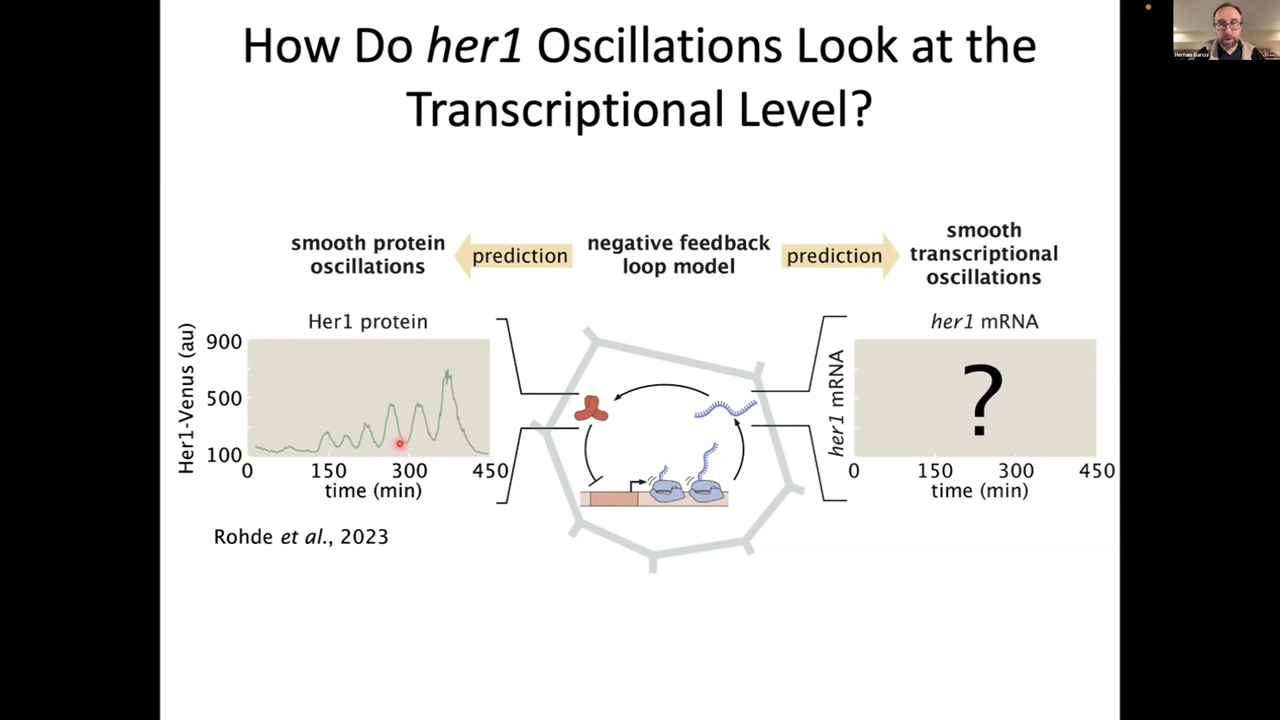 How Do her1 Oscillations Look at the
Transcriptional Level?
smooth protein
oscillations
prediction
negative feedback
loop model
prediction
smooth
transcriptional
oscillations
Her1 protein
Her1-Venus (au)
900
500
100
0
150
300
450
time (min)
her1 mRNA
her1 mRNA
?
0
150
300
450
time (min)
Rohde et al., 2023
Hernan Garcia